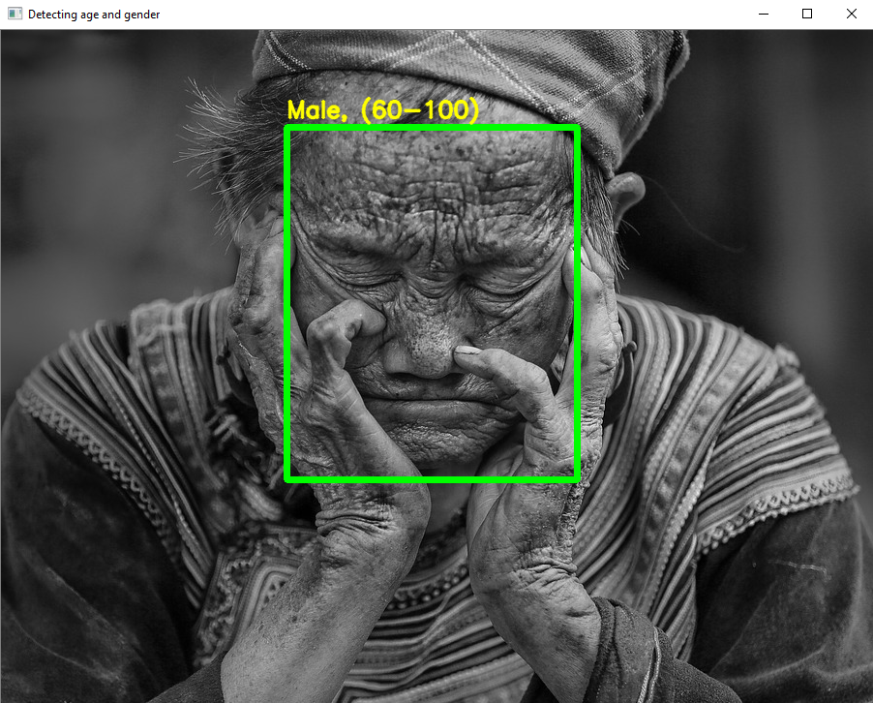 Detecting age and gender
Male, (60-100)